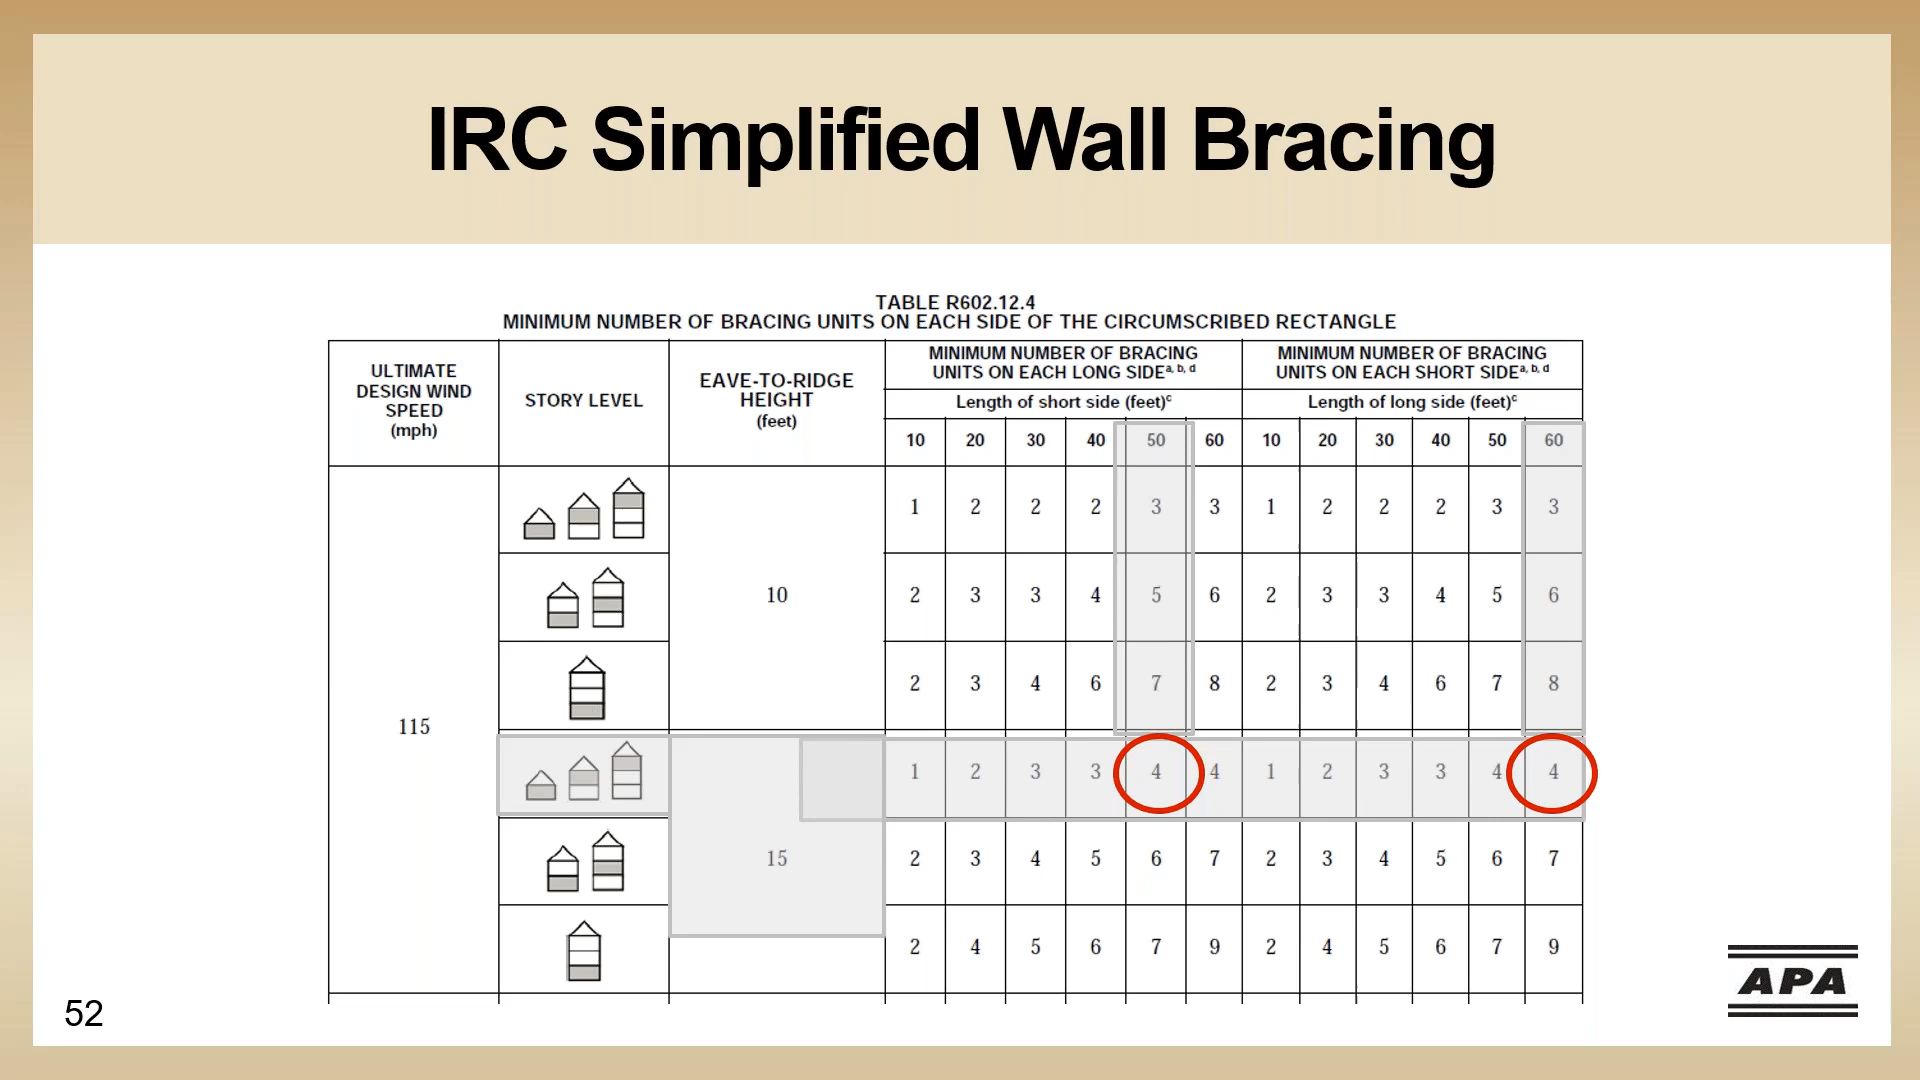 IRC Simplified Wall Bracing
TABLE R602.12.4
MINIMUM NUMBER OF BRACING UNITS ON EACH SIDE OF THE CIRCUMSCRIBED RECTANGLE
ULTIMATE
DESIGN WIND
SPEED
(mph)
STORY LEVEL
EAVE-TO-RIDGE
HEIGHT
(feet)
MINIMUM NUMBER OF BRACING
UNITS ON EACH LONG SIDEa, b, d
MINIMUM NUMBER OF BRACING
UNITS ON EACH SHORT SIDEa, b, d
Length of short side (feet)c
Length of long side (feet)c
10 20 30 40 50 60 10 20 30 40 50 60
1 2 2 2 3 3 1 2 2 2 3 3
10
2 3 3 4 5 6 2 3 3 4 5 6
2 3 4 6 7 8 2 3 4 6 7 8
115
1 2 3 3 4 4 1 2 3 3 4 4
15
2 3 4 5 6 7 2 3 4 5 6 7
2 4 5 6 7 9 2 4 5 6 7 9
APA
52